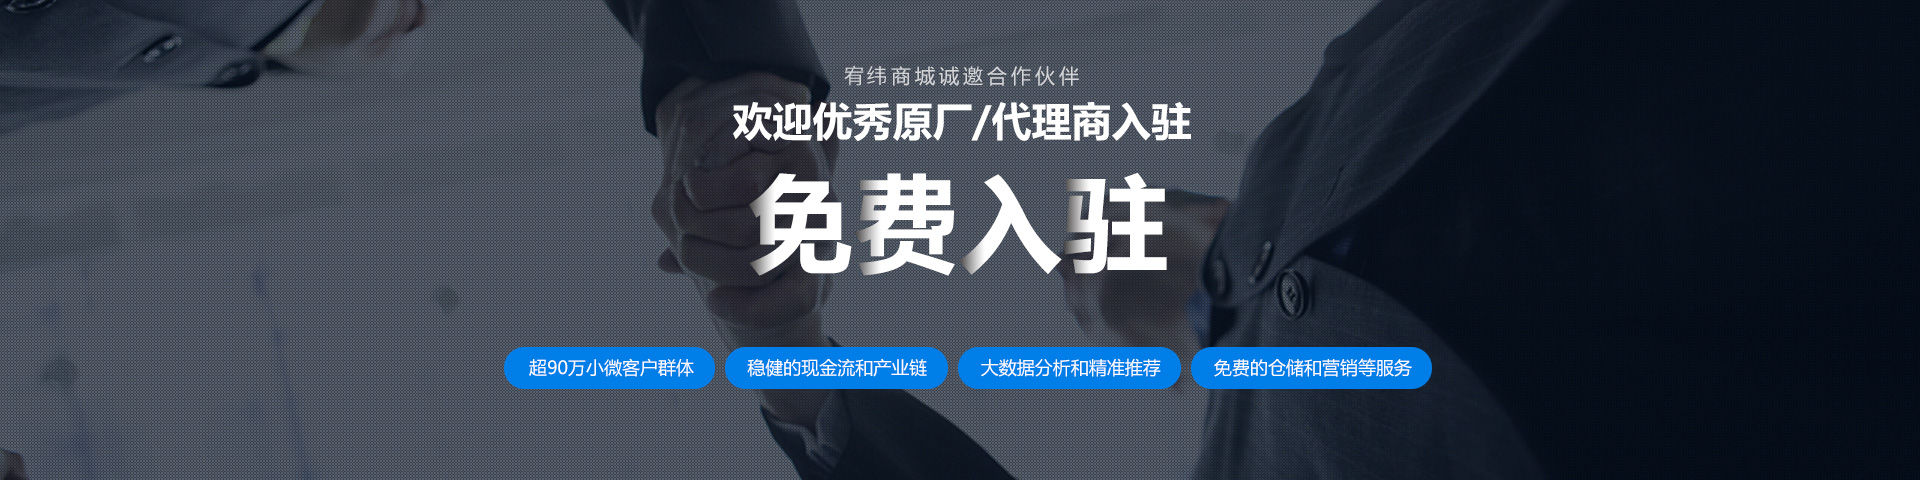 宥纬商城诚邀合作伙伴
欢迎优秀原厂/代理商入驻
免费入驻
超90万小微客户群体
稳健的现金流和产业链
大数据分析和精准推荐
免费的仓储和营销等服务